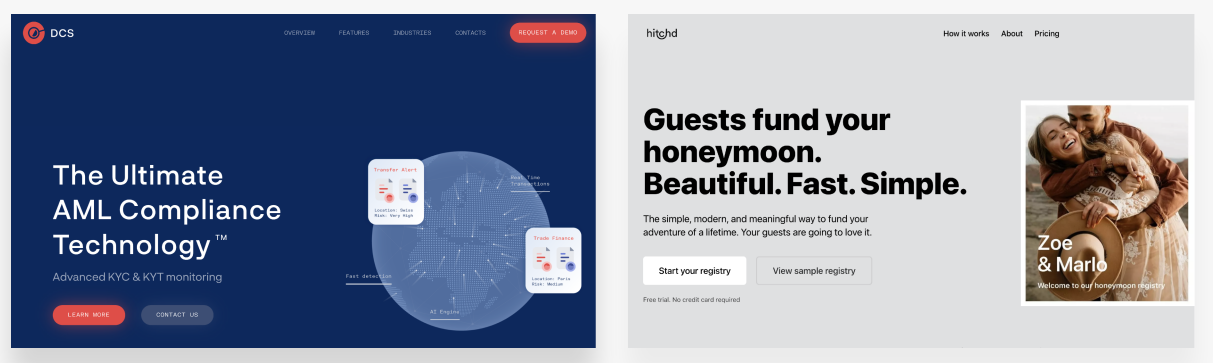 DCS
OVERVIEW FEATURES INDUSTRIES CONTACTS REQUEST A DEMO
The Ultimate
AML Compliance
Technology ™
Advanced KYC & KYT monitoring
LEARN MORE CONTACT US
Transfer Alert
Location: Swiss
Risk: Very High
Real Time
Transactions
Trade Finance
Location: Paris
Risk: Medium
Fast detection
AI Engine
hitchd
How it works About Pricing
Guests fund your
honeymoon.
Beautiful. Fast. Simple.
The simple, modern, and meaningful way to fund your
adventure of a lifetime. Your guests are going to love it.
Start your registry View sample registry
Free trial. No credit card required
Zoe
& Marlo
Welcome to our honeymoon registry